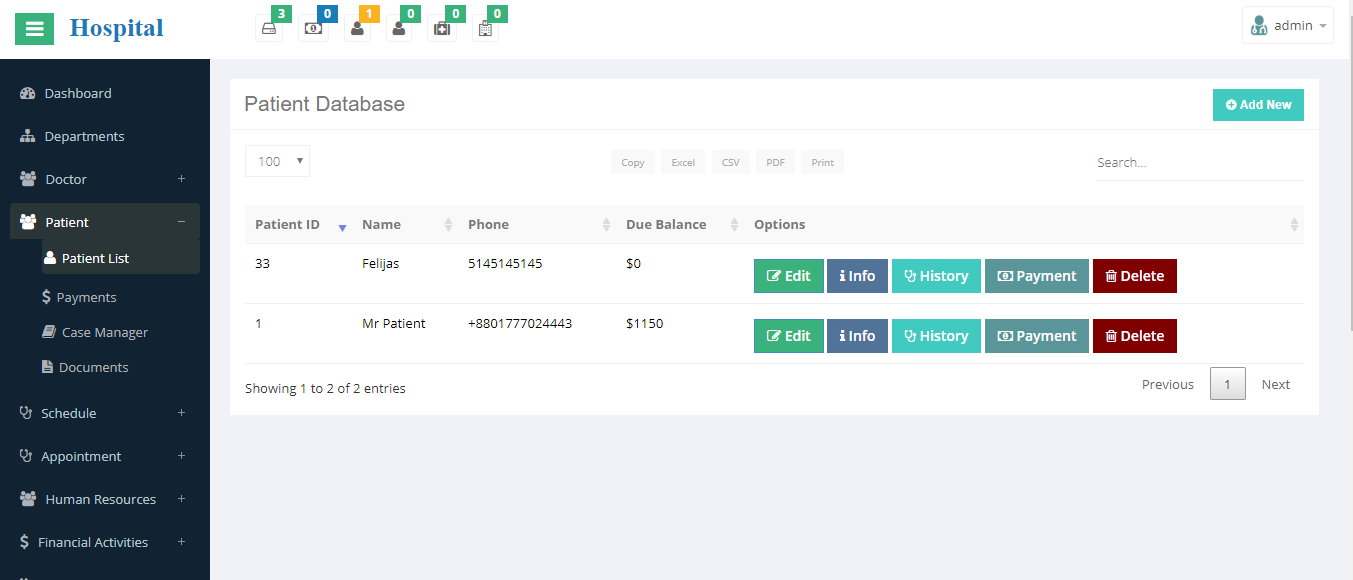 Hospital
3 0 1 0 0 0
admin
Dashboard
Departments
Doctor +
Patient −
Patient List
$ Payments
Case Manager
Documents
Schedule +
Appointment +
Human Resources +
$ Financial Activities +
Patient Database
Add New
100
Copy Excel CSV PDF Print
Search...
Patient ID Name Phone Due Balance Options
33 Felijas 5145145145 $0 Edit Info History Payment Delete
1 Mr Patient +8801777024443 $1150 Edit Info History Payment Delete
Showing 1 to 2 of 2 entries
Previous 1 Next